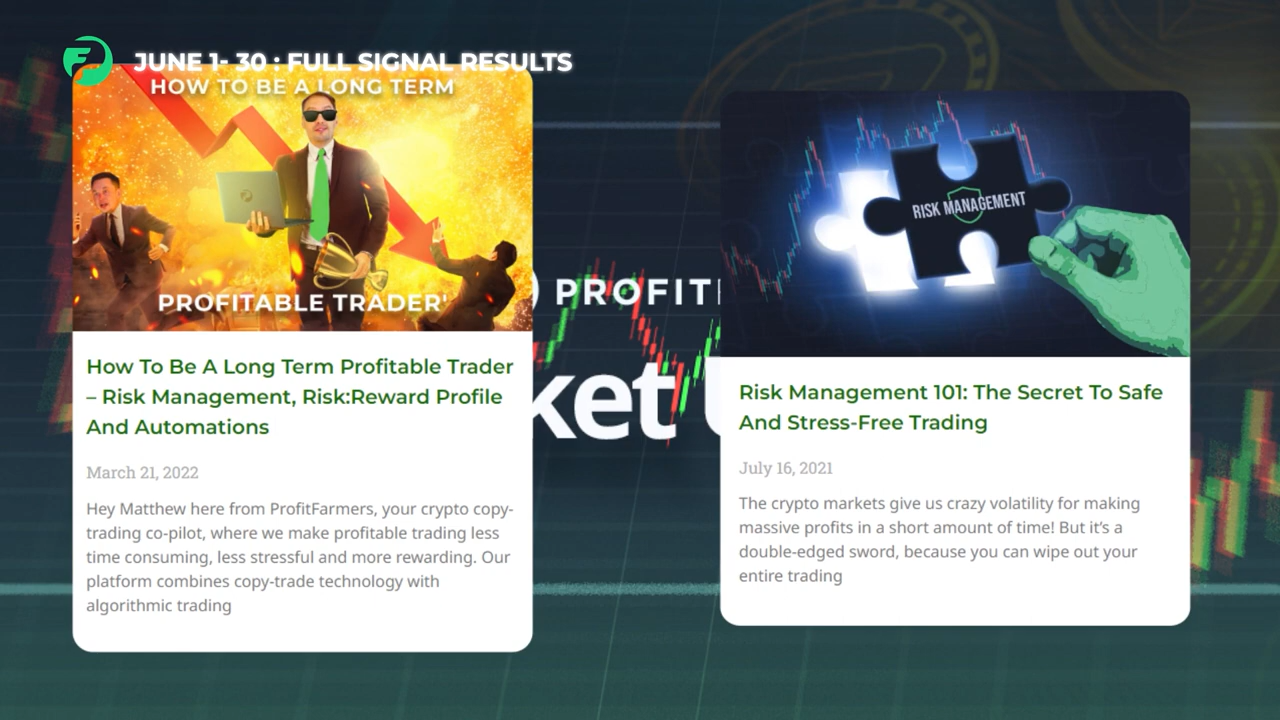 JUNE 1- 30 : FULL SIGNAL RESULTS
HOW TO BE A LONG TERM
PROFITABLE TRADER'
How To Be A Long Term Profitable Trader
– Risk Management, Risk:Reward Profile
And Automations
March 21, 2022
Hey Matthew here from ProfitFarmers, your crypto copy-
trading co-pilot, where we make profitable trading less
time consuming, less stressful and more rewarding. Our
platform combines copy-trade technology with
algorithmic trading
PROFIT
ket
RISK MANAGEMENT
Risk Management 101: The Secret To Safe
And Stress-Free Trading
July 16, 2021
The crypto markets give us crazy volatility for making
massive profits in a short amount of time! But it's a
double-edged sword, because you can wipe out your
entire trading